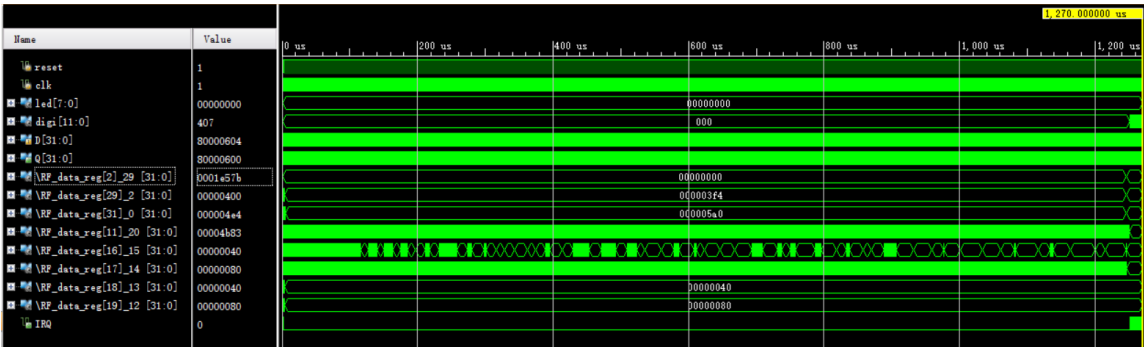 1,270.000000 us
Name Value 0 us 200 us 400 us 600 us 800 us 1,000 us 1,200 us
reset 1
clk 1
led[7:0] 00000000 00000000
digi[11:0] 407 000
D[31:0] 80000604
Q[31:0] 80000600
\RF_data_reg[2]_29 [31:0] 0001e57b 00000000
\RF_data_reg[29]_2 [31:0] 00000400 000003f4
\RF_data_reg[31]_0 [31:0] 000004e4 000005a0
\RF_data_reg[11]_20 [31:0] 00004b83
\RF_data_reg[16]_15 [31:0] 00000040
\RF_data_reg[17]_14 [31:0] 00000080
\RF_data_reg[18]_13 [31:0] 00000040 00000040
\RF_data_reg[19]_12 [31:0] 00000080 00000080
IRQ 0